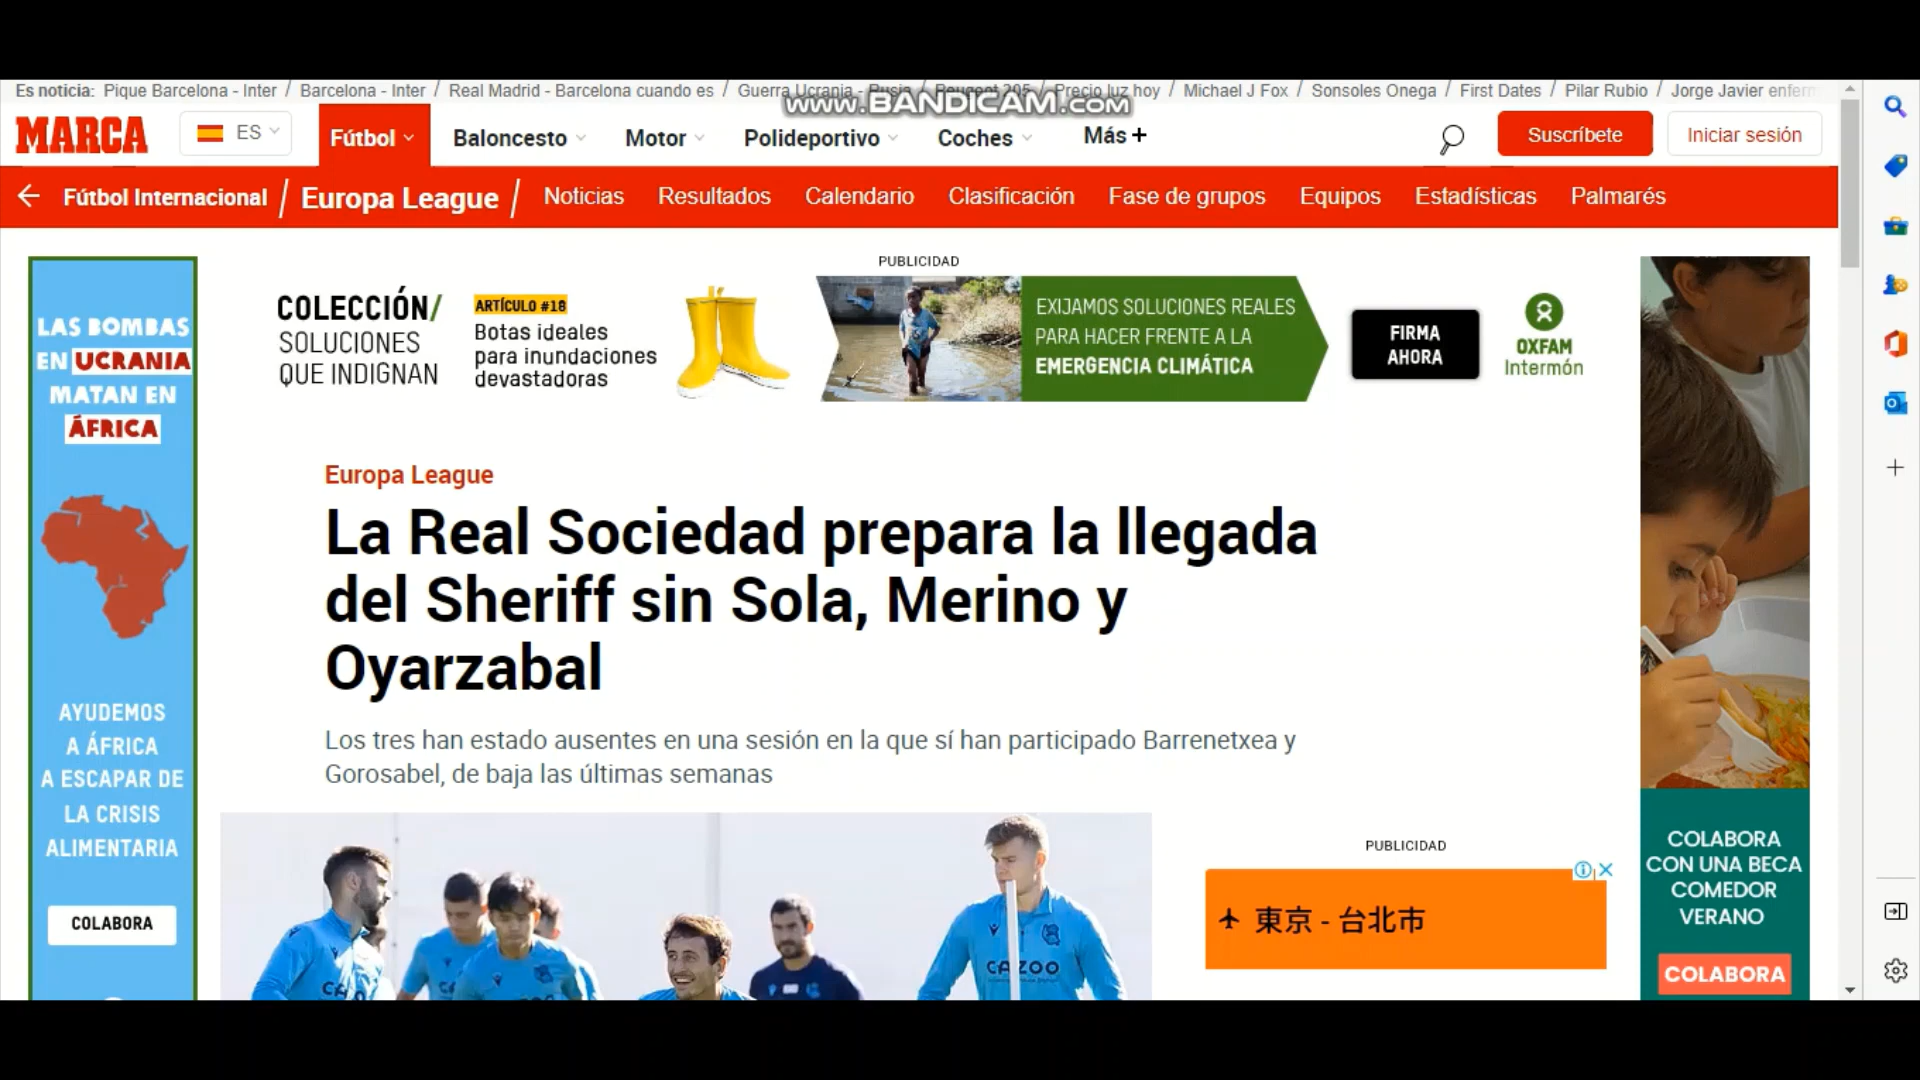 Es noticia: Pique Barcelona - Inter / Barcelona - Inter / Real Madrid - Barcelona cuando es / Guerra Ucrania - Rusia / Peugeot 205 / Precio luz hoy / Michael J Fox / Sonsoles Onega / First Dates / Pilar Rubio / Jorge Javier
www.BANDICAM.com
MARCA ES Fútbol Baloncesto Motor Polideportivo Coches Más + Suscríbete Iniciar sesión
Fútbol Internacional / Europa League / Noticias Resultados Calendario Clasificación Fase de grupos Equipos Estadísticas Palmarés
LAS BOMBAS
EN UCRANIA
MATAN EN
ÁFRICA
AYUDEMOS
A ÁFRICA
A ESCAPAR DE
LA CRISIS
ALIMENTARIA
COLABORA
PUBLICIDAD
COLECCIÓN/
SOLUCIONES
QUE INDIGNAN
ARTÍCULO #18
Botas ideales
para inundaciones
devastadoras
EXIJAMOS SOLUCIONES REALES
PARA HACER FRENTE A LA
EMERGENCIA CLIMÁTICA
FIRMA
AHORA
OXFAM
Intermón
Europa League
La Real Sociedad prepara la llegada
del Sheriff sin Sola, Merino y
Oyarzabal
Los tres han estado ausentes en una sesión en la que sí han participado Barrenetxea y
Gorosabel, de baja las últimas semanas
CAZOO
PUBLICIDAD
東京 - 台北市
COLABORA
CON UNA BECA
COMEDOR
VERANO
COLABORA